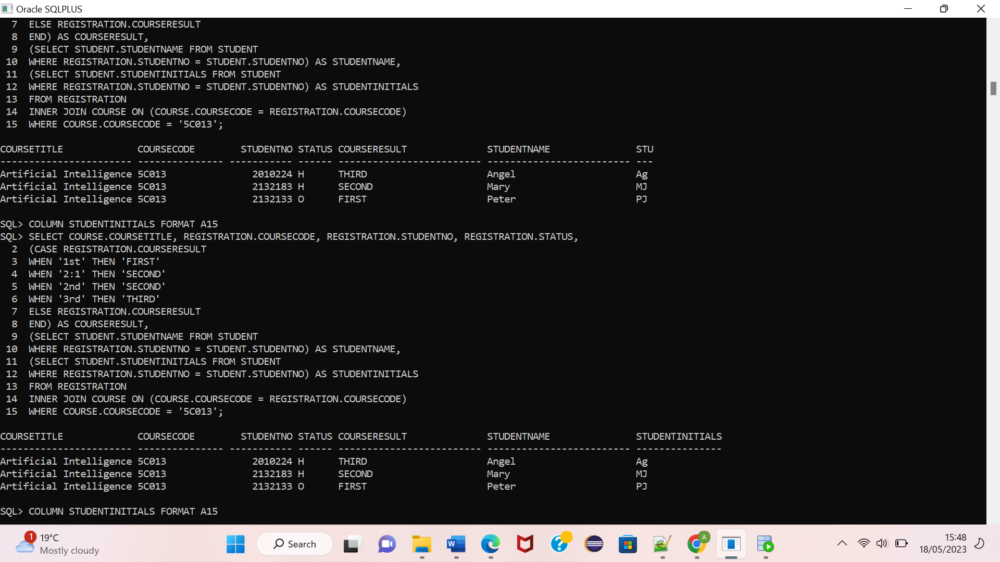 Oracle SQLPLUS
  7  ELSE REGISTRATION.COURSERESULT
  8  END) AS COURSERESULT,
  9  (SELECT STUDENT.STUDENTNAME FROM STUDENT
 10  WHERE REGISTRATION.STUDENTNO = STUDENT.STUDENTNO) AS STUDENTNAME,
 11  (SELECT STUDENT.STUDENTINITIALS FROM STUDENT
 12  WHERE REGISTRATION.STUDENTNO = STUDENT.STUDENTNO) AS STUDENTINITIALS
 13  FROM REGISTRATION
 14  INNER JOIN COURSE ON (COURSE.COURSECODE = REGISTRATION.COURSECODE)
 15  WHERE COURSE.COURSECODE = '5C013';
COURSETITLE             COURSECODE        STUDENTNO STATUS COURSERESULT              STUDENTNAME               STU
----------------------- --------------- ----------- ------ ------------------------- ------------------------- ---
Artificial Intelligence 5C013               2010224 H      THIRD                     Angel                     Ag
Artificial Intelligence 5C013               2132183 H      SECOND                    Mary                      MJ
Artificial Intelligence 5C013               2132133 O      FIRST                     Peter                     PJ
SQL> COLUMN STUDENTINITIALS FORMAT A15
SQL> SELECT COURSE.COURSETITLE, REGISTRATION.COURSECODE, REGISTRATION.STUDENTNO, REGISTRATION.STATUS,
  2  (CASE REGISTRATION.COURSERESULT
  3  WHEN '1st' THEN 'FIRST'
  4  WHEN '2:1' THEN 'SECOND'
  5  WHEN '2nd' THEN 'SECOND'
  6  WHEN '3rd' THEN 'THIRD'
  7  ELSE REGISTRATION.COURSERESULT
  8  END) AS COURSERESULT,
  9  (SELECT STUDENT.STUDENTNAME FROM STUDENT
 10  WHERE REGISTRATION.STUDENTNO = STUDENT.STUDENTNO) AS STUDENTNAME,
 11  (SELECT STUDENT.STUDENTINITIALS FROM STUDENT
 12  WHERE REGISTRATION.STUDENTNO = STUDENT.STUDENTNO) AS STUDENTINITIALS
 13  FROM REGISTRATION
 14  INNER JOIN COURSE ON (COURSE.COURSECODE = REGISTRATION.COURSECODE)
 15  WHERE COURSE.COURSECODE = '5C013';
COURSETITLE             COURSECODE        STUDENTNO STATUS COURSERESULT              STUDENTNAME               STUDENTINITIALS
----------------------- --------------- ----------- ------ ------------------------- ------------------------- ---------------
Artificial Intelligence 5C013               2010224 H      THIRD                     Angel                     Ag
Artificial Intelligence 5C013               2132183 H      SECOND                    Mary                      MJ
Artificial Intelligence 5C013               2132133 O      FIRST                     Peter                     PJ
SQL> COLUMN STUDENTINITIALS FORMAT A15
1 19°C
Mostly cloudy
Search
W
?
A
15:48
18/05/2023